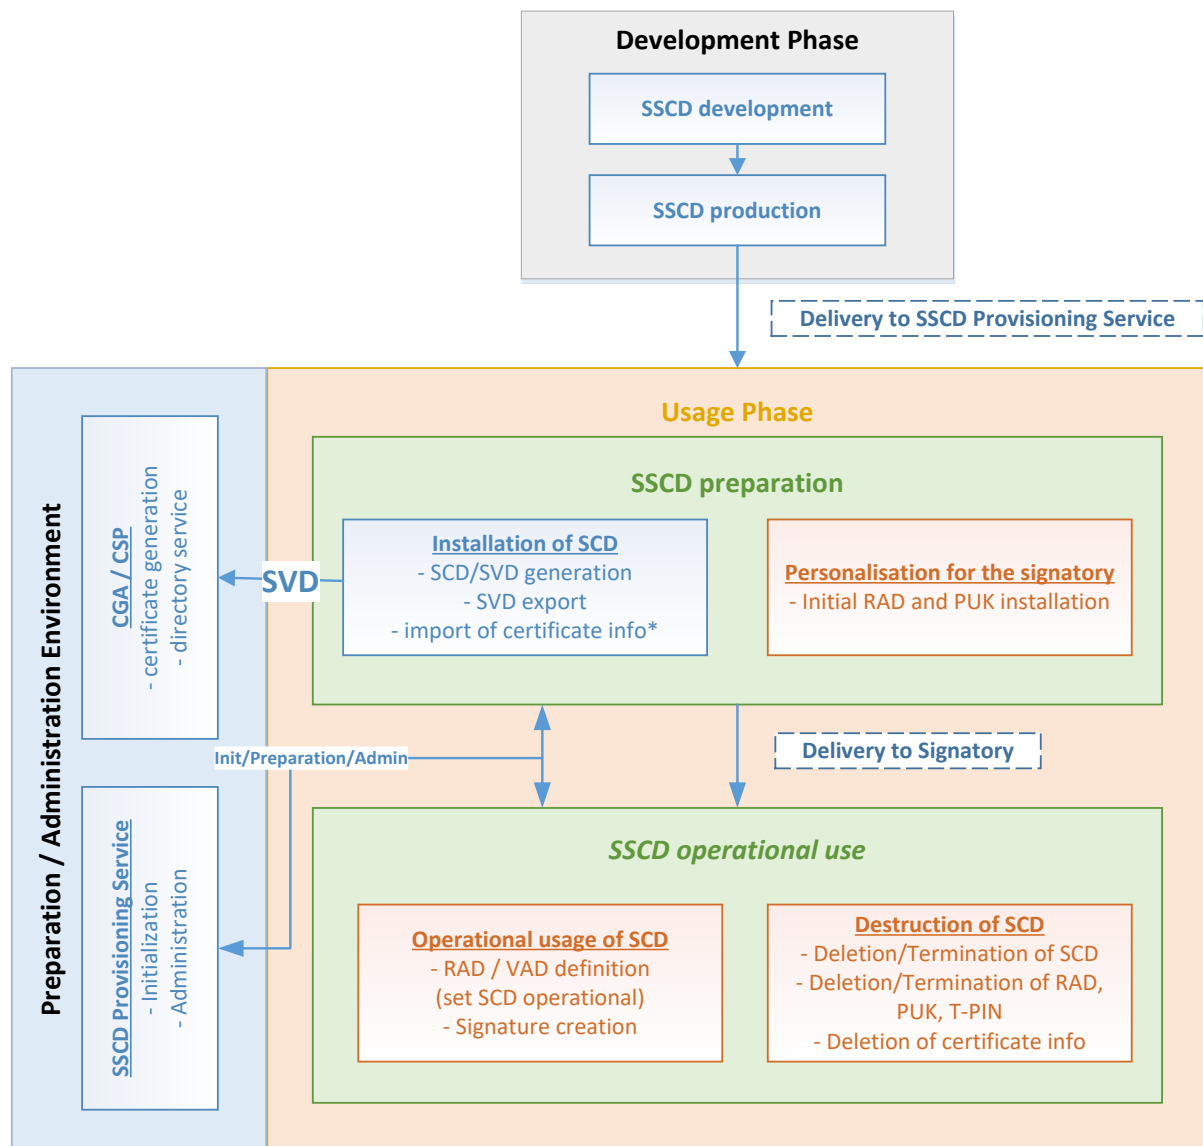 Development Phase
SSCD development
SSCD production
Delivery to SSCD Provisioning Service
Preparation / Administration Environment
CGA / CSP
- certificate generation
- directory service
SSCD Provisioning Service
- Initialization
- Administration
Usage Phase
SSCD preparation
Installation of SCD
- SCD/SVD generation
- SVD export
- import of certificate info*
Personalisation for the signatory
- Initial RAD and PUK installation
SVD
Init/Preparation/Admin
Delivery to Signatory
SSCD operational use
Operational usage of SCD
- RAD / VAD definition
(set SCD operational)
- Signature creation
Destruction of SCD
- Deletion/Termination of SCD
- Deletion/Termination of RAD,
PUK, T-PIN
- Deletion of certificate info